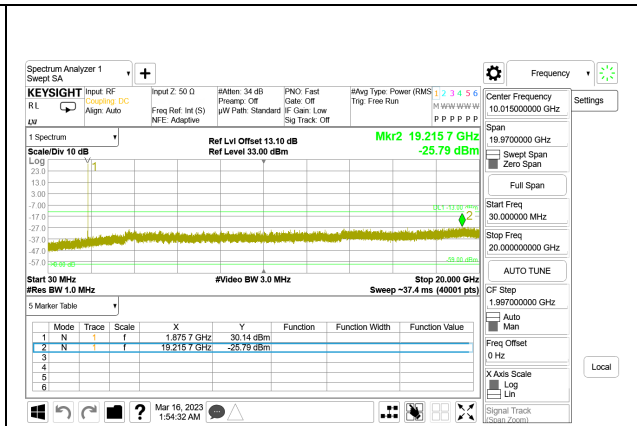 Spectrum Analyzer 1
Swept SA
Frequency
KEYSIGHT Input: RF Input Z: 50 Ω #Atten: 34 dB PNO: Fast #Avg Type: Power (RMS 1 2 3 4 5 6
R L Coupling: DC Preamp: Off Gate: Off Trig: Free Run M W W W W W
Align: Auto Freq Ref: Int (S) µW Path: Standard IF Gain: Low
LXI NFE: Adaptive Sig Track: Off P P P P P P
Center Frequency
10.015000000 GHz
Settings
1 Spectrum
Ref Lvl Offset 13.10 dB
Mkr2 19.215 7 GHz
Scale/Div 10 dB
Ref Level 33.00 dBm
-25.79 dBm
Log
23.0
13.0
3.00
-7.00
-17.0
-27.0
-37.0
-47.0
-57.0
1
2
Start 30 MHz #Video BW 3.0 MHz Stop 20.000 GHz
#Res BW 1.0 MHz Sweep ~37.4 ms (40001 pts)
Span
19.9700000 GHz
Swept Span
Zero Span
Full Span
Start Freq
30.000000 MHz
Stop Freq
20.000000000 GHz
AUTO TUNE
CF Step
1.997000000 GHz
Auto
Man
Freq Offset
0 Hz
X Axis Scale
Log
Lin
Signal Track
(Span Zoom)
Local
5 Marker Table
Mode Trace Scale X Y Function Function Width Function Value
1 N 1 f 1.875 7 GHz 30.14 dBm
2 N 1 f 19.215 7 GHz -25.79 dBm
3
4
5
6
Mar 16, 2023
1:54:32 AM